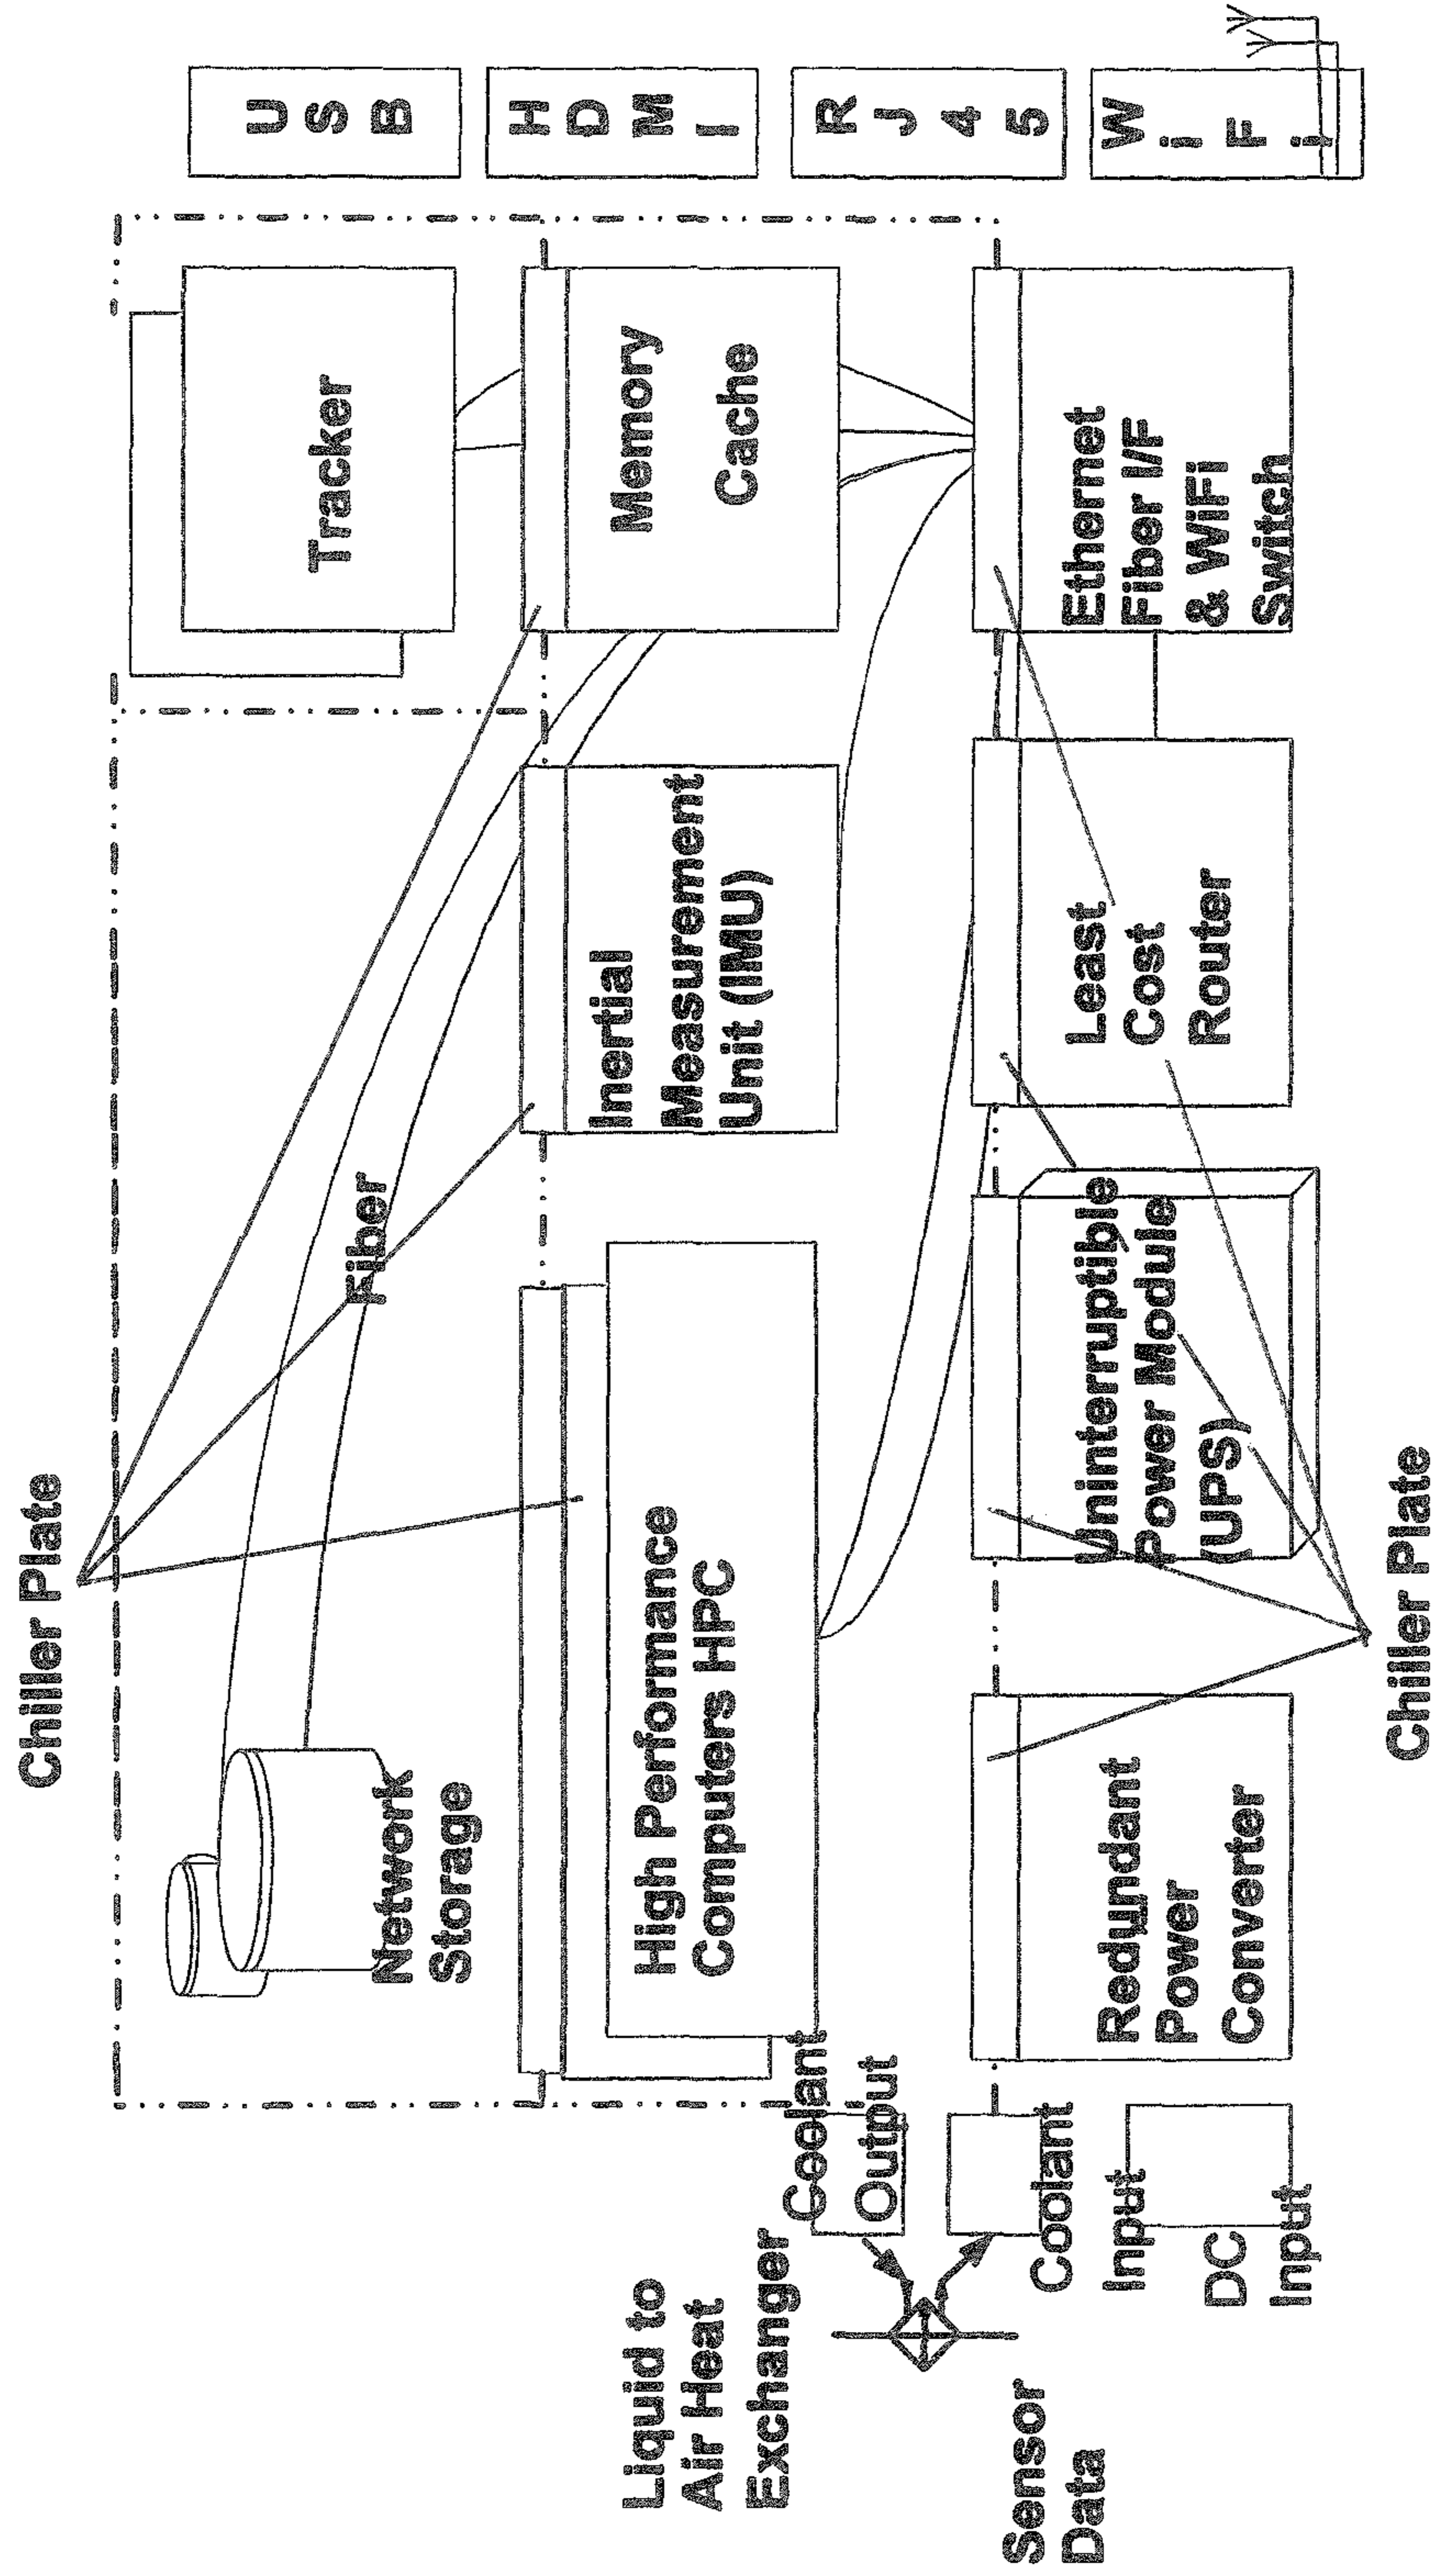 Chiller Plate
Network
Storage
Fiber
Tracker
USB
High Performance
Computers HPC
Inertial
Measurement
Unit (IMU)
Memory
Cache
HDMI
Liquid to
Air Heat
Exchanger
Coolant
Output
RJ45
Sensor
Data
Coolant
Input
DC
Input
Redundant
Power
Converter
Uninterruptible
Power Module
(UPS)
Least
Cost
Router
Ethernet
Fiber I/F
& WiFi
Switch
WiFi
Chiller Plate